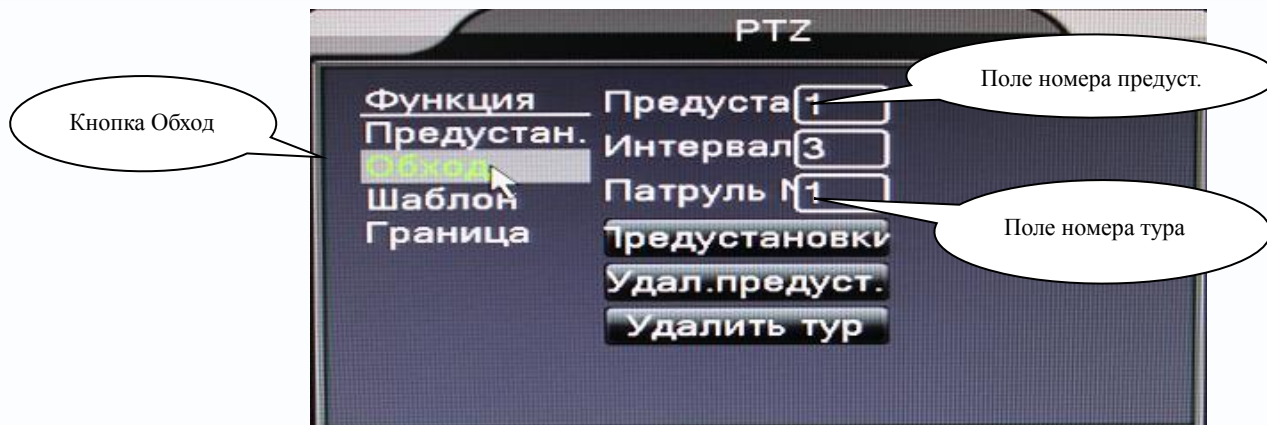 PTZ
Кнопка Обход
Функция
Предустан.
Обход
Шаблон
Граница
Предуста 1
Интервал 3
Патруль N 1
Предустановки
Удал.предуст.
Удалить тур
Поле номера предуст.
Поле номера тура